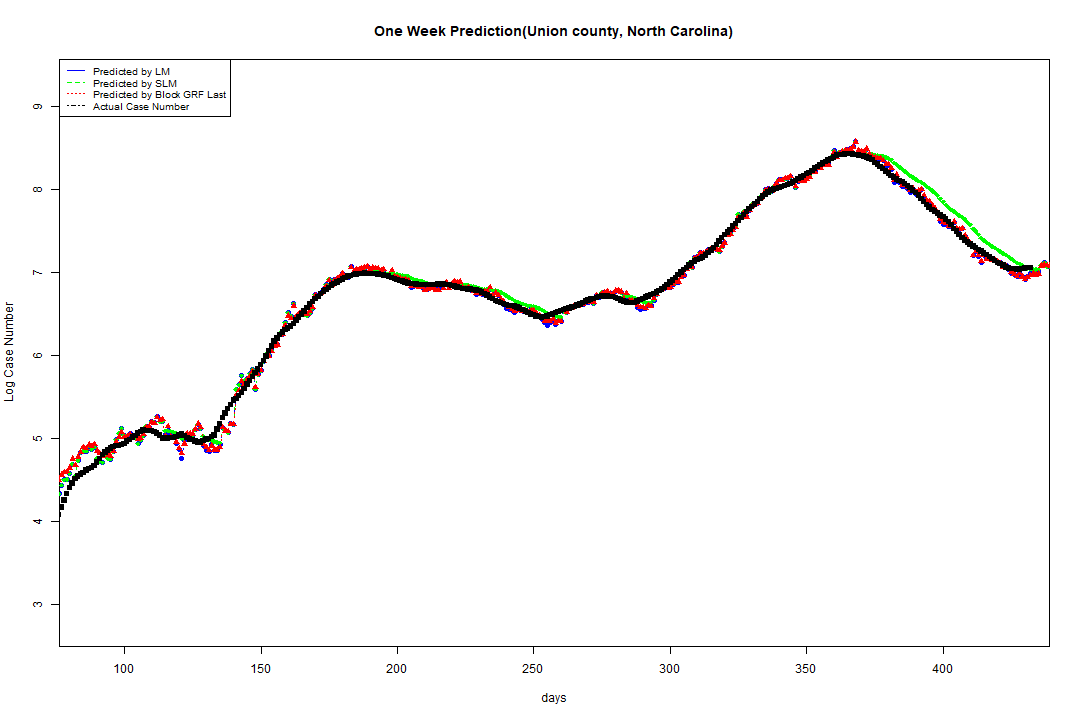 One Week Prediction(Union county, North Carolina)
Predicted by LM
Predicted by SLM
Predicted by Block GRF Last
Actual Case Number
9
8
7
6
5
4
3
Log Case Number
100 150 200 250 300 350 400
days